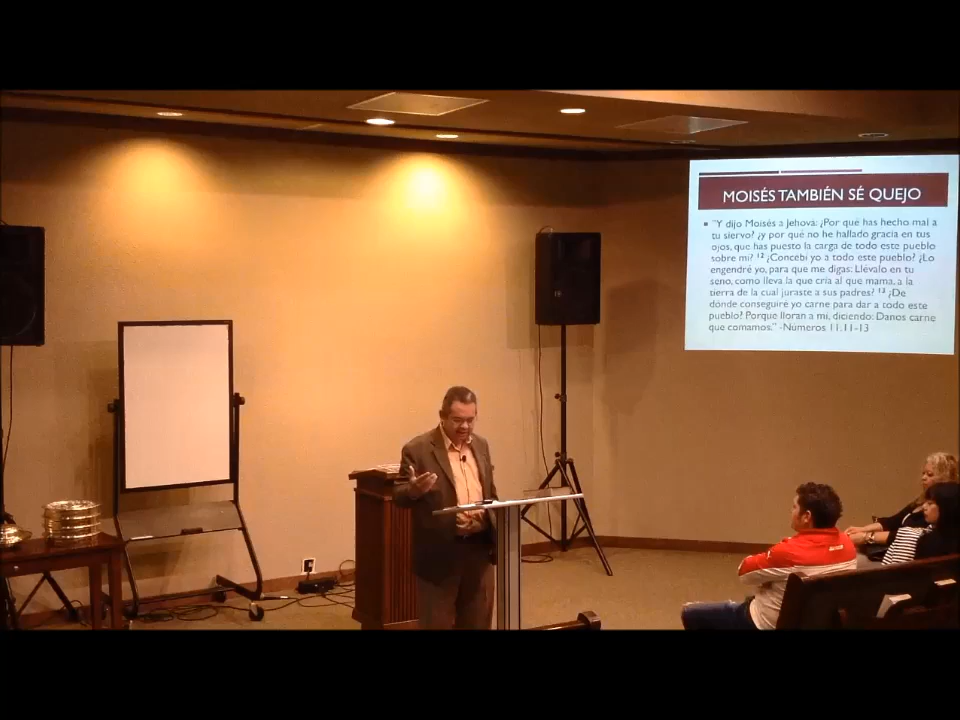 MOISÉS TAMBIÉN SÉ QUEJO
"Y dijo Moisés a Jehova: ¿Por qué has hecho mal a
tu siervo? ¿y por qué no he hallado gracia en tus
ojos, que has puesto la carga de todo este pueblo
sobre mí? 12 ¿Concebí yo a todo este pueblo? ¿Lo
engendré yo, para que me digas: Llévalo en tu
seno, como lleva la que cría al que mama, a la
tierra de la cual juraste a sus padres? 13 ¿De
dónde conseguiré yo carne para dar a todo este
pueblo? Porque lloran a mí, diciendo: Danos carne
que comamos." -Números 11.11-13